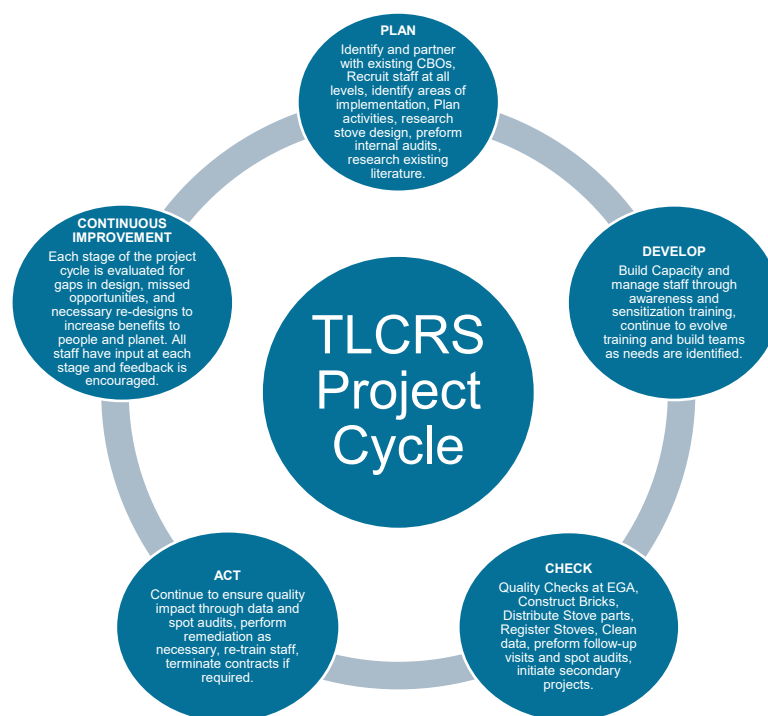 PLAN
Identify and partner
with existing CBOs,
Recruit staff at all
levels, identify areas of
implementation, Plan
activities, research
stove design, preform
internal audits,
research existing
literature.
DEVELOP
Build Capacity and
manage staff through
awareness and
sensitization training,
continue to evolve
training and build teams
as needs are identified.
CHECK
Quality Checks at EGA,
Construct Bricks,
Distribute Stove parts,
Register Stoves, Clean
data, preform follow-up
visits and spot audits,
initiate secondary
projects.
ACT
Continue to ensure quality
impact through data and
spot audits, perform
remediation as
necessary, re-train staff,
terminate contracts if
required.
CONTINUOUS
IMPROVEMENT
Each stage of the project
cycle is evaluated for
gaps in design, missed
opportunities, and
necessary re-designs to
increase benefits to
people and planet. All
staff have input at each
stage and feedback is
encouraged.
TLCRS
Project
Cycle